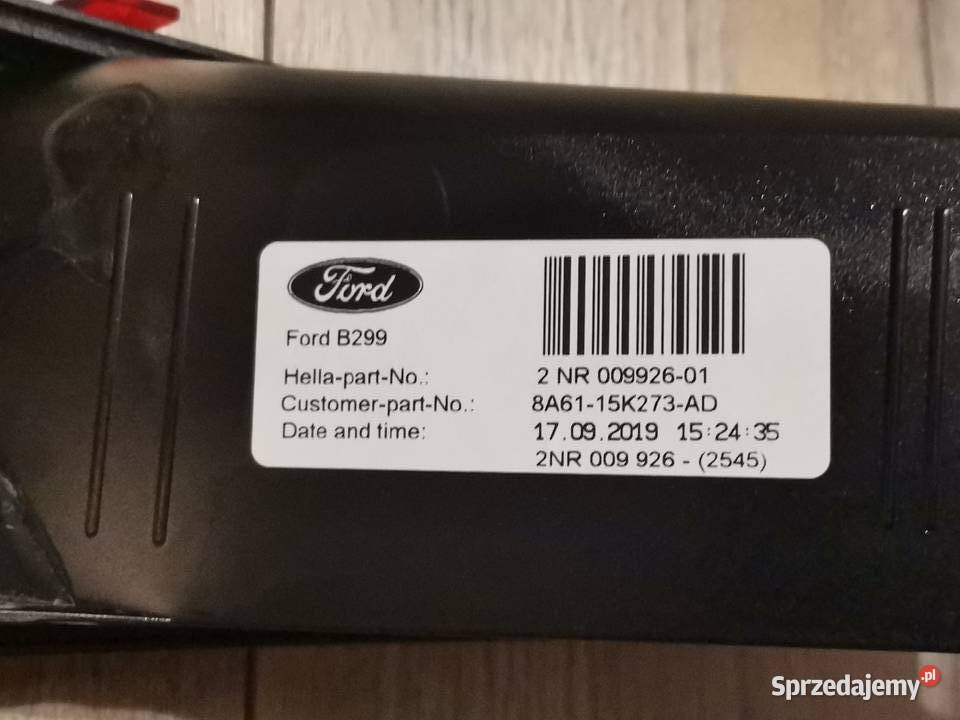 Ford
Ford B299
Hella-part-No.: 2 NR 009926-01
Customer-part-No.: 8A61-15K273-AD
Date and time: 17.09.2019 15:24:35
2NR 009 926 - (2545)
Sprzedajemy.pl